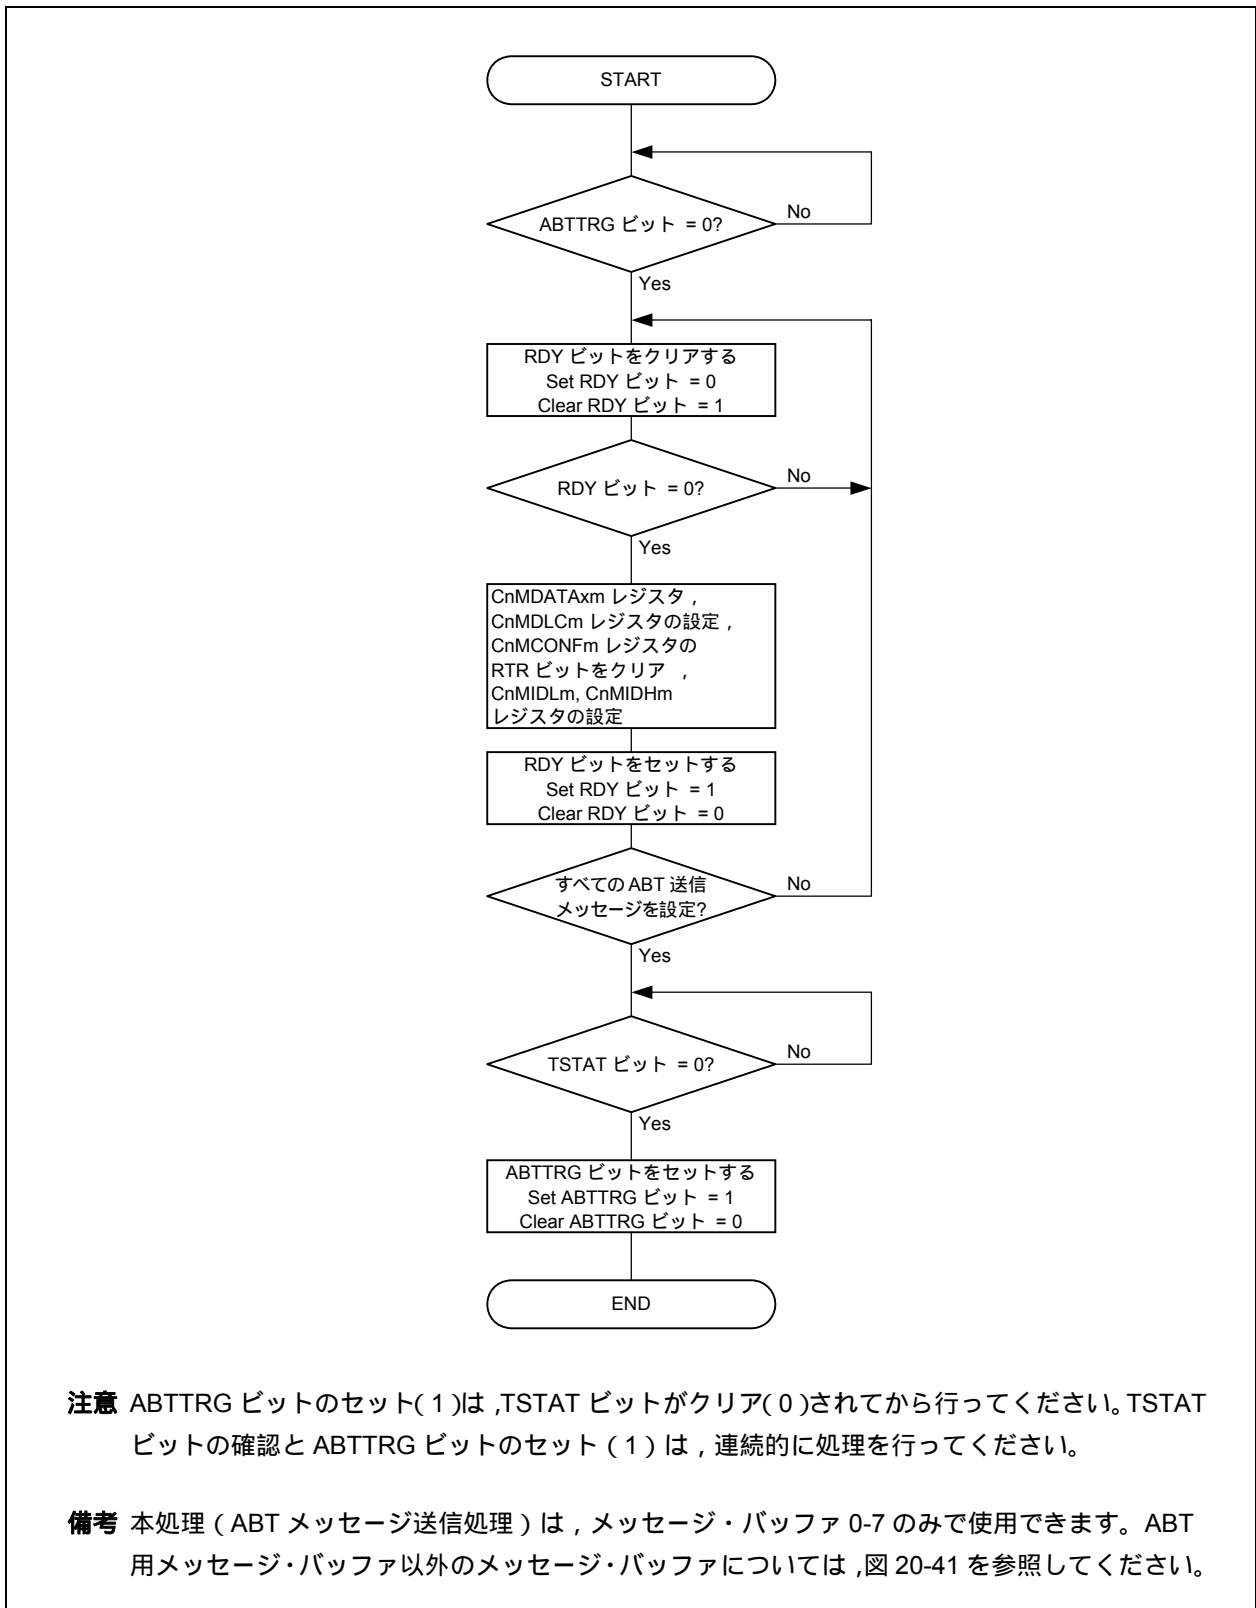 START
ABTTRG ビット = 0?
No
Yes
RDY ビットをクリアする
Set RDY ビット = 0
Clear RDY ビット = 1
RDY ビット = 0?
No
Yes
CnMDATAxm レジスタ，
CnMDLCm レジスタの設定，
CnMCONFm レジスタの
RTR ビットをクリア ，
CnMIDLm, CnMIDHm
レジスタの設定
RDY ビットをセットする
Set RDY ビット = 1
Clear RDY ビット = 0
すべての ABT 送信
メッセージを設定?
No
Yes
TSTAT ビット = 0?
No
Yes
ABTTRG ビットをセットする
Set ABTTRG ビット = 1
Clear ABTTRG ビット = 0
END
注意 ABTTRG ビットのセット（1）は，TSTAT ビットがクリア（0）されてから行ってください。TSTAT
ビットの確認と ABTTRG ビットのセット（1）は，連続的に処理を行ってください。
備考 本処理（ABT メッセージ送信処理）は，メッセージ・バッファ 0-7 のみで使用できます。ABT
用メッセージ・バッファ以外のメッセージ・バッファについては，図 20-41 を参照してください。